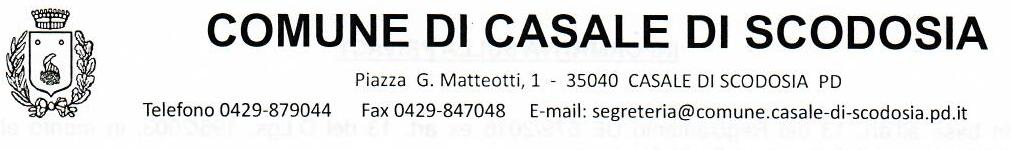 COMUNE DI CASALE DI SCODOSIA
Piazza G. Matteotti, 1 - 35040 CASALE DI SCODOSIA PD
Telefono 0429-879044 Fax 0429-847048 E-mail: segreteria@comune.casale-di-scodosia.pd.it